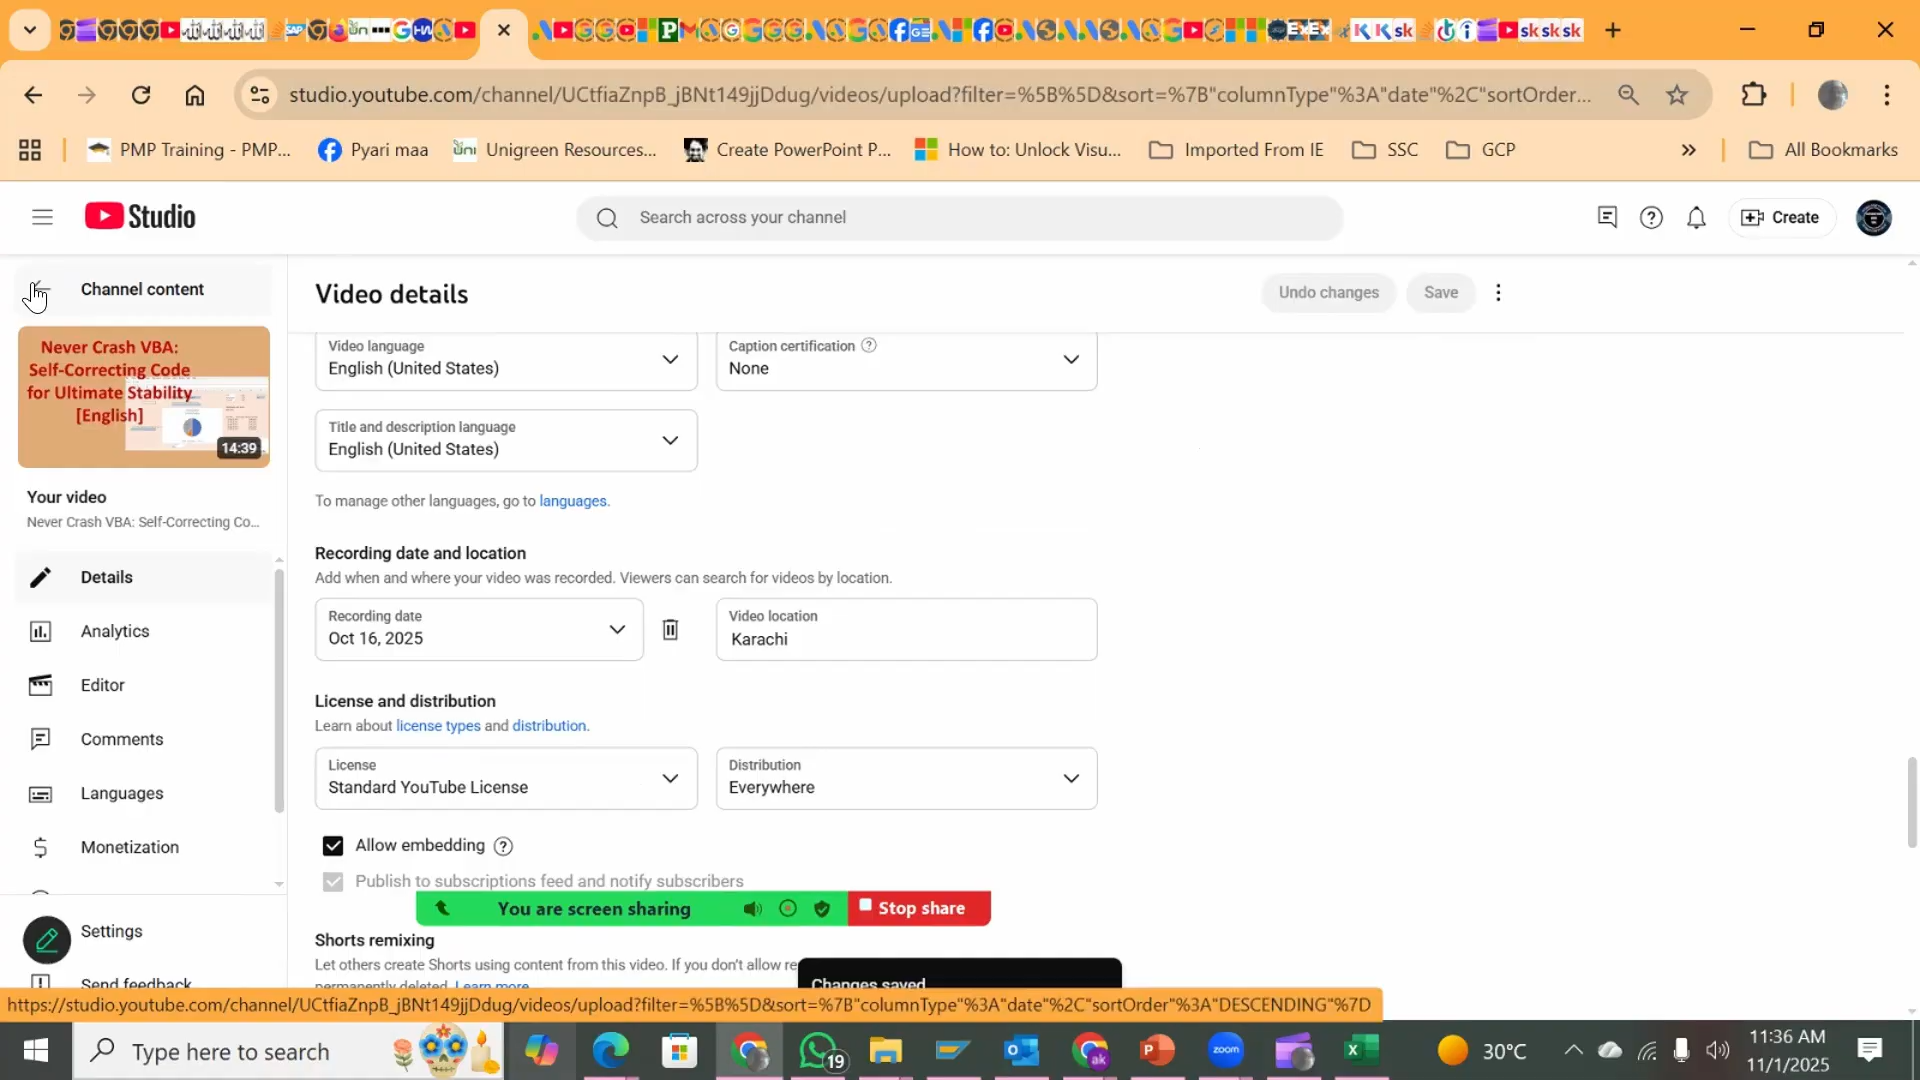 studio.youtube.com/channel/UCtfiaZnpB_jBNt149jjDdug/videos/upload?filter=%5B%5D&sort=%7B"columnType"%3A"date"%2C"sortOrder...
PMP Training - PMP...
Pyari maa
Unigreen Resources...
Create PowerPoint P...
How to: Unlock Visu...
Imported From IE
SSC
GCP
All Bookmarks
Studio
Search across your channel
Create
Channel content
Never Crash VBA:
Self-Correcting Code
for Ultimate Stability
[English]
14:39
Your video
Never Crash VBA: Self-Correcting Co...
Details
Analytics
Editor
Comments
Languages
Monetization
Settings
Send feedback
Video details
Undo changes
Save
Video language
English (United States)
Caption certification
None
Title and description language
English (United States)
To manage other languages, go to languages.
Recording date and location
Add when and where your video was recorded. Viewers can search for videos by location.
Recording date
Oct 16, 2025
Video location
Karachi
License and distribution
Learn about license types and distribution.
License
Standard YouTube License
Distribution
Everywhere
Allow embedding
Publish to subscriptions feed and notify subscribers
You are screen sharing
Stop share
Shorts remixing
Let others create Shorts using content from this video. If you don't allow re
permanently deleted. Learn more
Changes saved
https://studio.youtube.com/channel/UCtfiaZnpB_jBNt149jjDdug/videos/upload?filter=%5B%5D&sort=%7B"columnType"%3A"date"%2C"sortOrder"%3A"DESCENDING"%7D
Type here to search
19
zoom
30°C
11:36 AM
11/1/2025